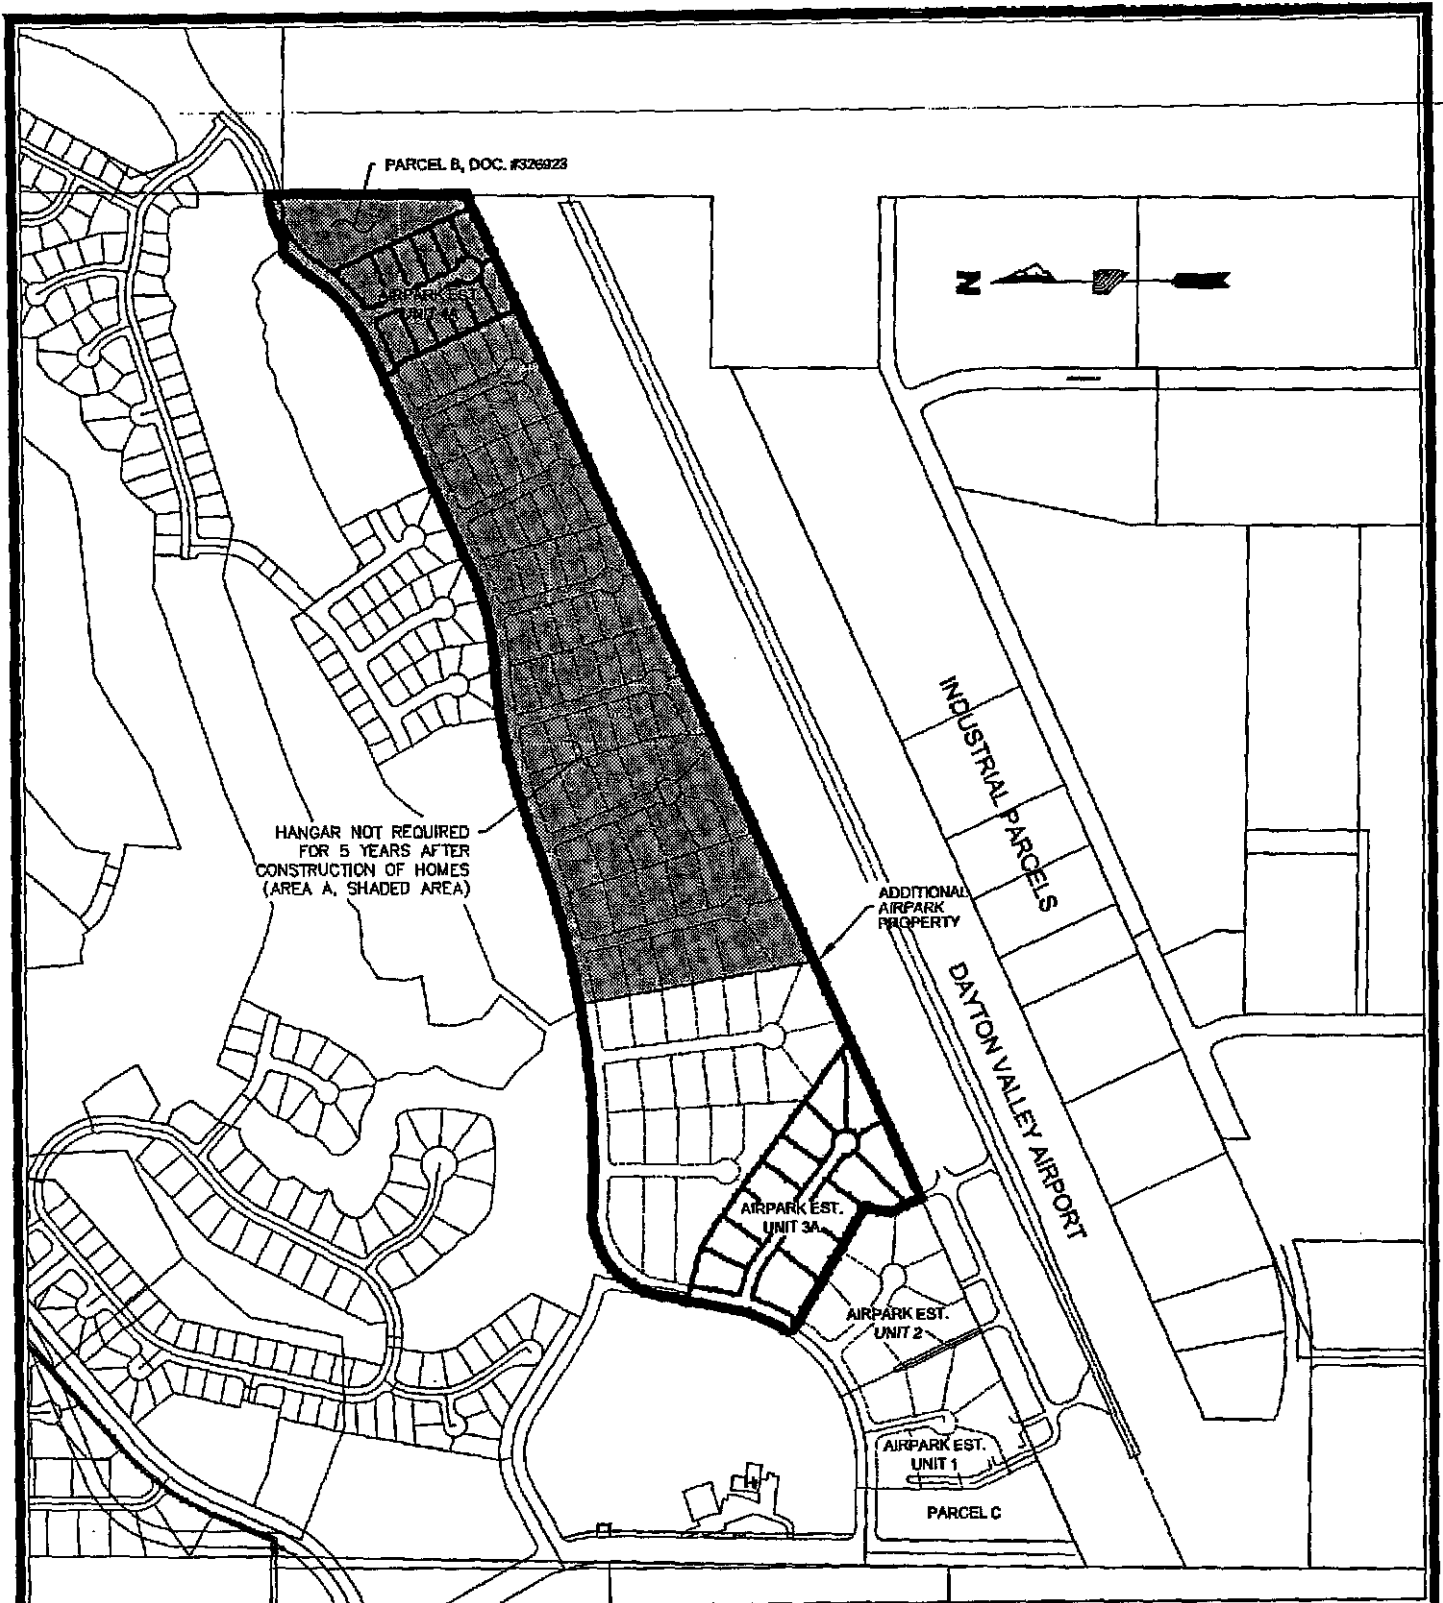 PARCEL B, DOC. #326923
N
AIRPARK EST.
UNIT 4A
HANGAR NOT REQUIRED
FOR 5 YEARS AFTER
CONSTRUCTION OF HOMES
(AREA A, SHADED AREA)
INDUSTRIAL PARCELS
ADDITIONAL
AIRPARK
PROPERTY
DAYTON VALLEY AIRPORT
AIRPARK EST.
UNIT 3A
AIRPARK EST.
UNIT 2
AIRPARK EST.
UNIT 1
PARCEL C